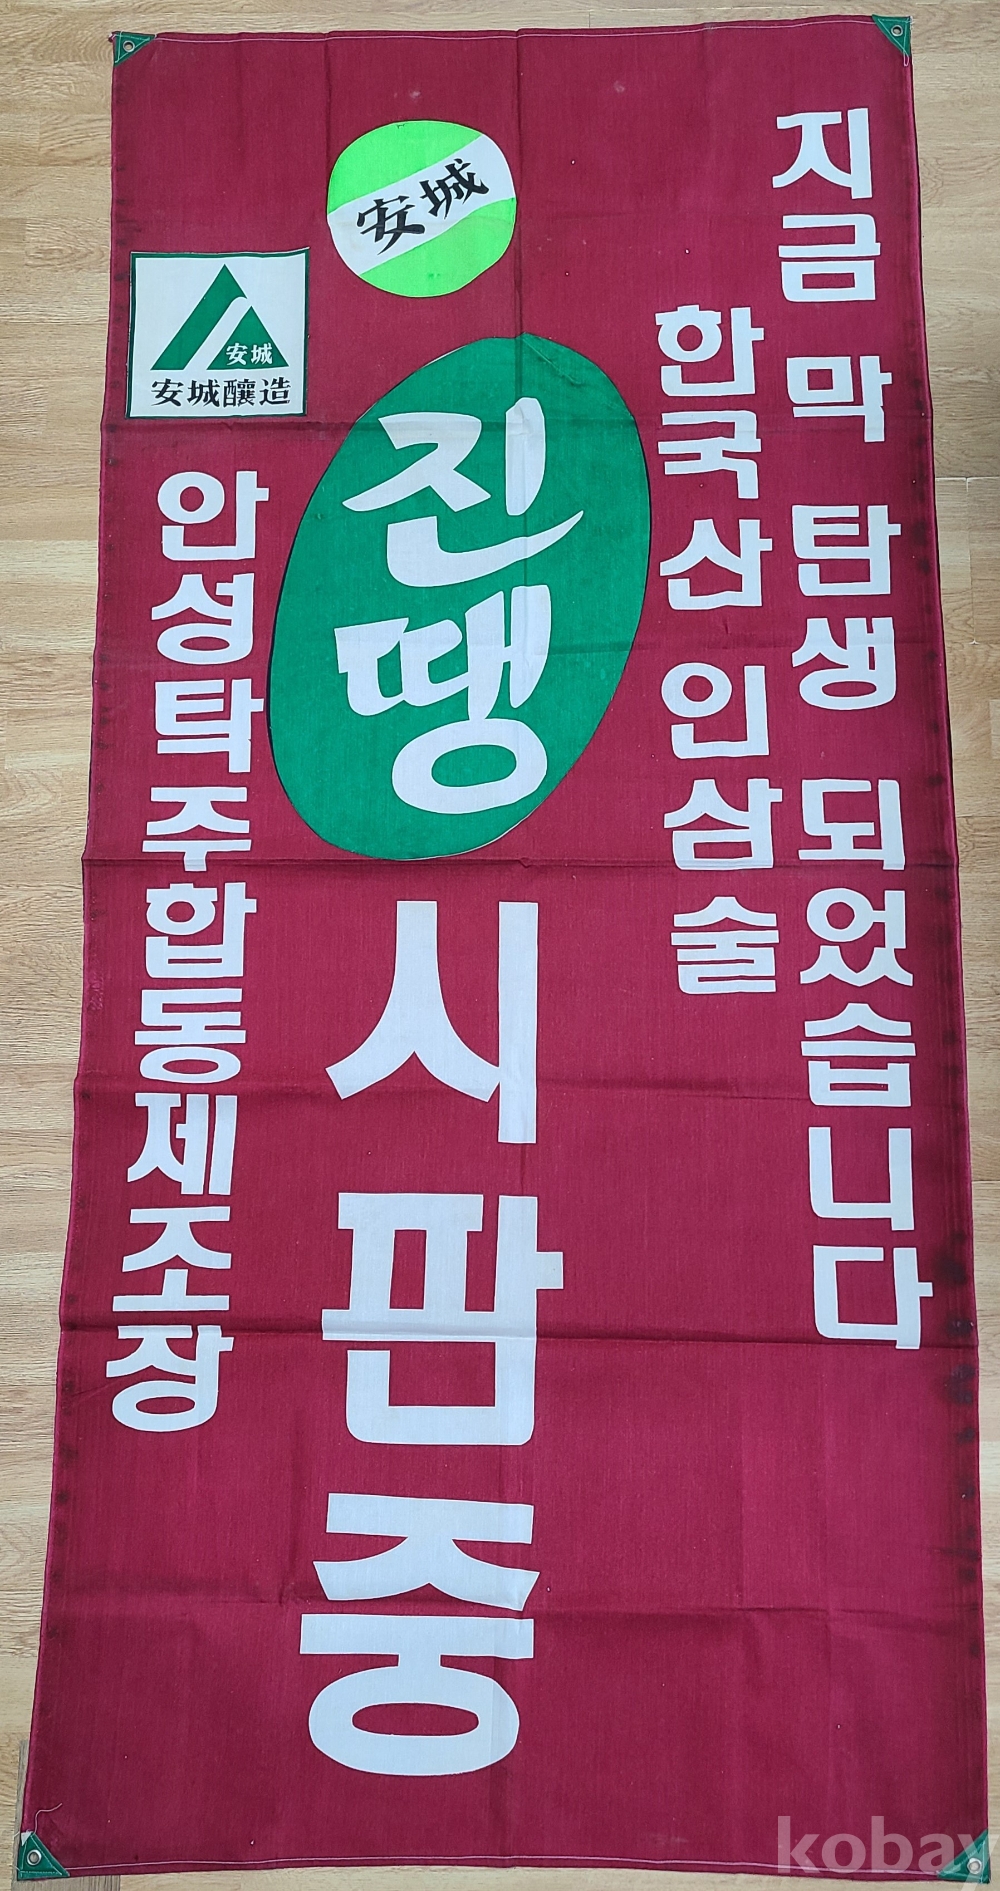 지금 막 탄생 되었습니다
한국산 인삼술
安城
진땡
시판중
安城
安城釀造
안성탁주합동제조장
kobay